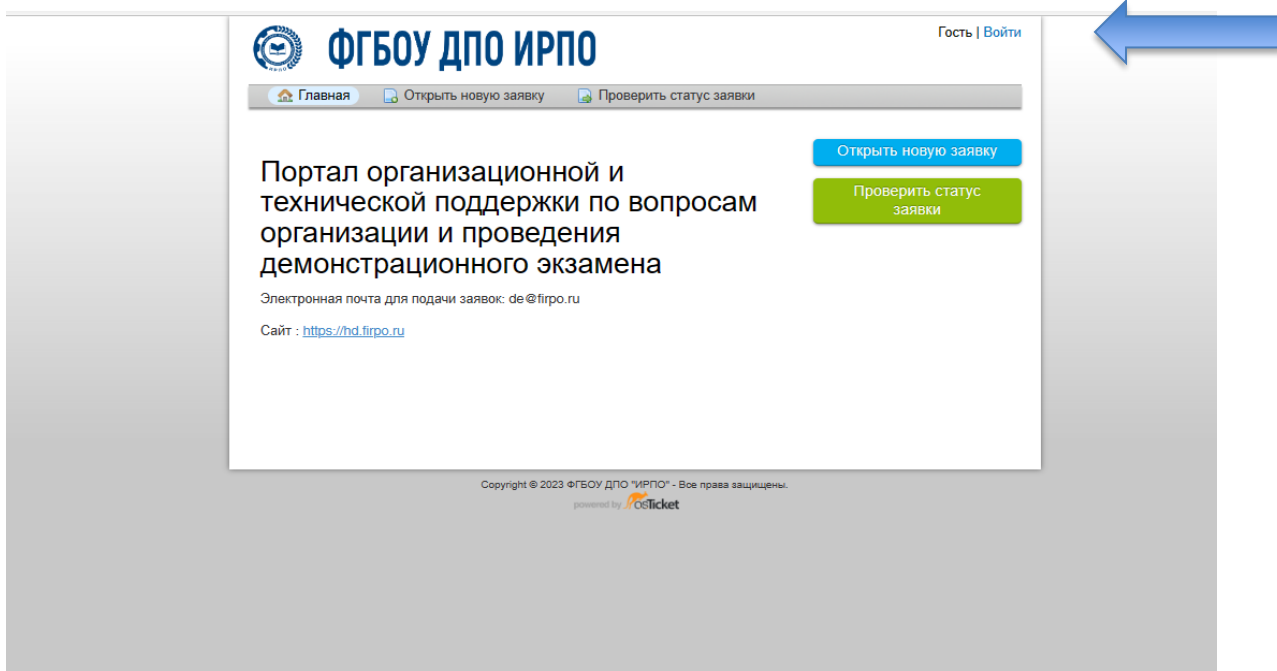 ФГБОУ ДПО ИРПО
Гость | Войти
Главная Открыть новую заявку Проверить статус заявки
Портал организационной и
технической поддержки по вопросам
организации и проведения
демонстрационного экзамена
Электронная почта для подачи заявок: de@firpo.ru
Сайт : https://hd.firpo.ru
Открыть новую заявку
Проверить статус
заявки
Copyright © 2023 ФГБОУ ДПО "ИРПО" - Все права защищены.
powered by osTicket